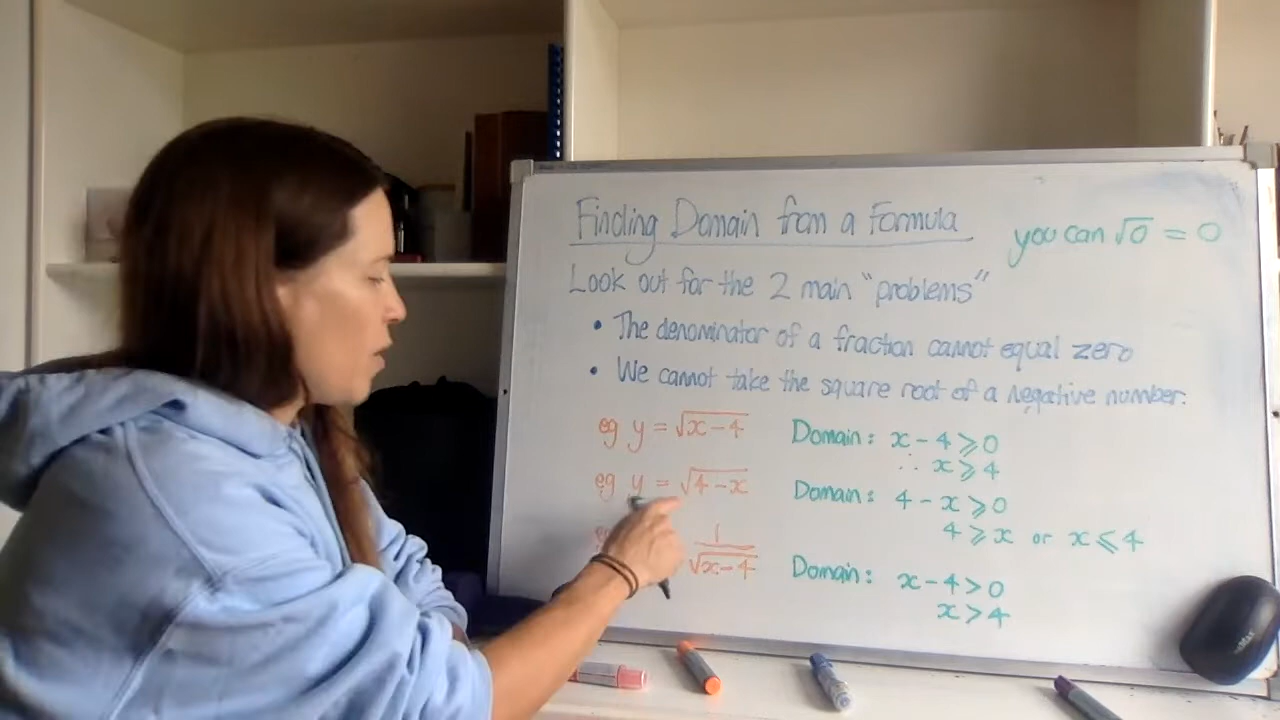 Finding Domain from a Formula
you can √0 = 0
Look out for the 2 main "problems"
• The denominator of a fraction cannot equal zero
• We cannot take the square root of a negative number.
eg y = √x-4 Domain: x - 4 ⩾ 0
∴ x ⩾ 4
eg y = √4-x Domain: 4 - x ⩾ 0
4 ⩾ x or x ⩽ 4
1/√x-4 Domain: x - 4 > 0
x > 4